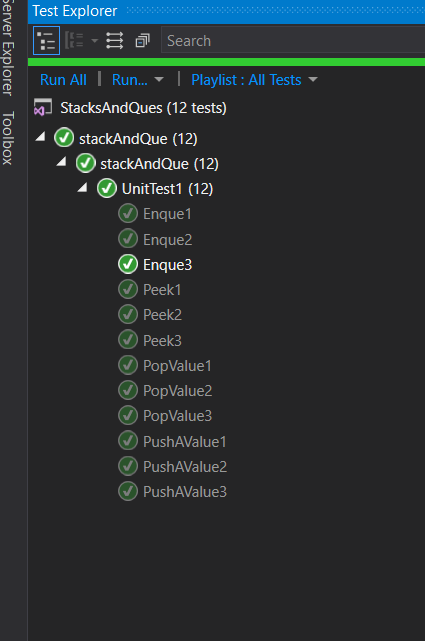 Test Explorer
Server Explorer
Toolbox
Search
Run All | Run... | Playlist : All Tests
StacksAndQues (12 tests)
stackAndQue (12)
stackAndQue (12)
UnitTest1 (12)
Enque1
Enque2
Enque3
Peek1
Peek2
Peek3
PopValue1
PopValue2
PopValue3
PushAValue1
PushAValue2
PushAValue3